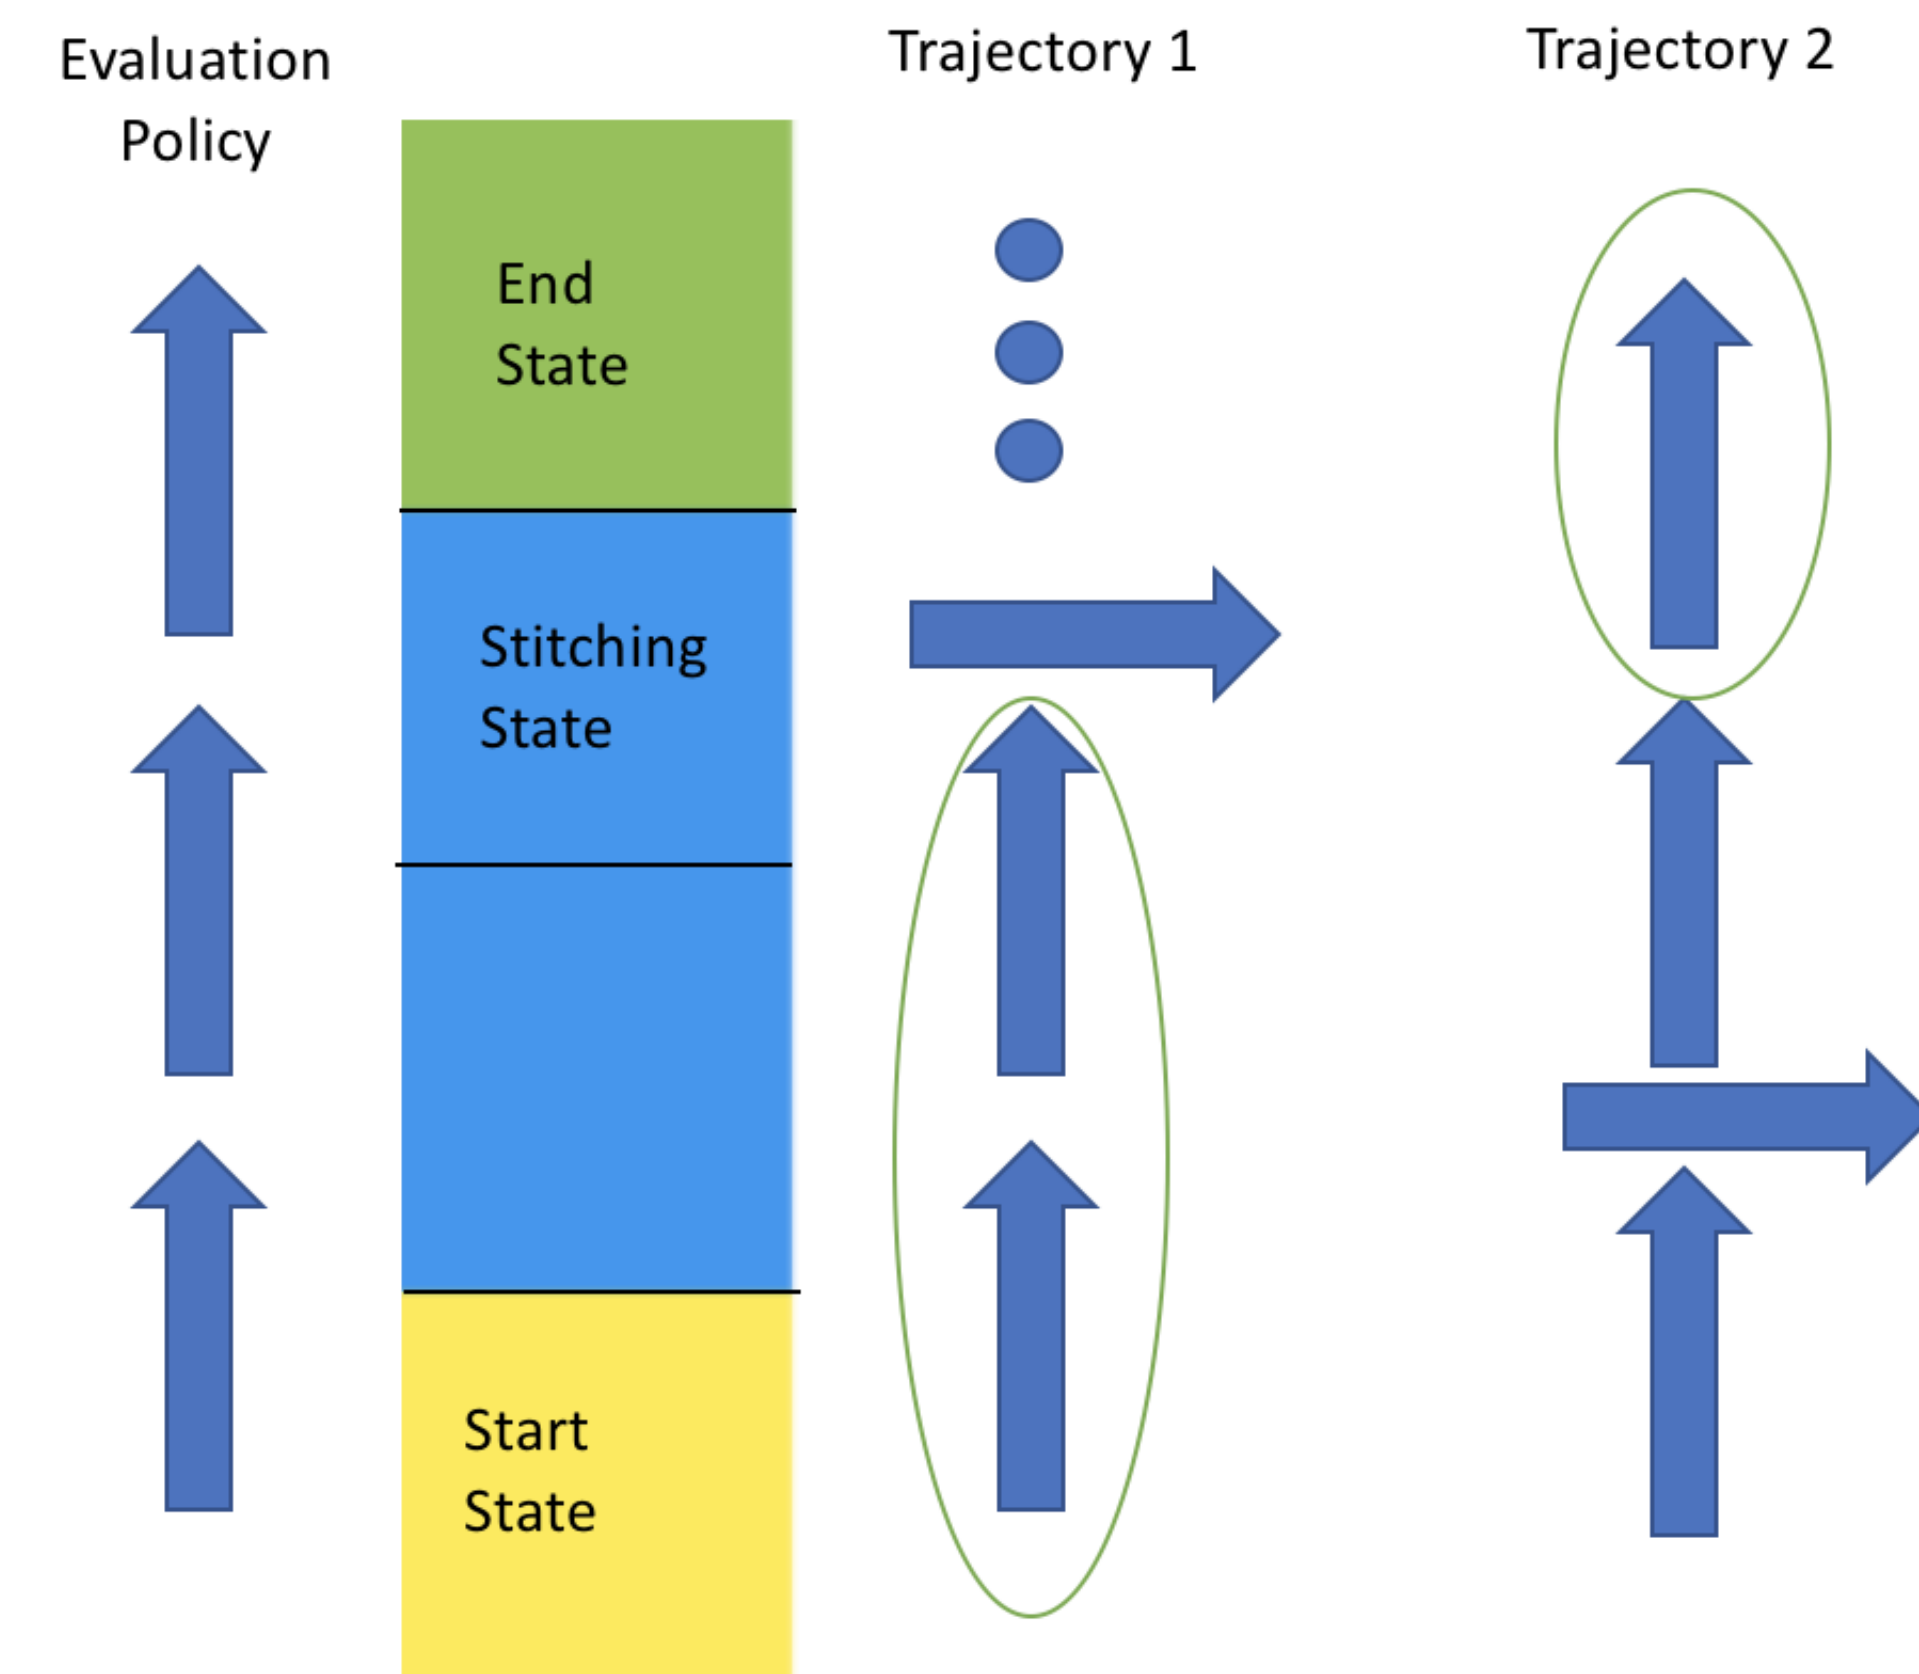 Evaluation
Policy
Trajectory 1
Trajectory 2
End
State
Stitching
State
Start
State